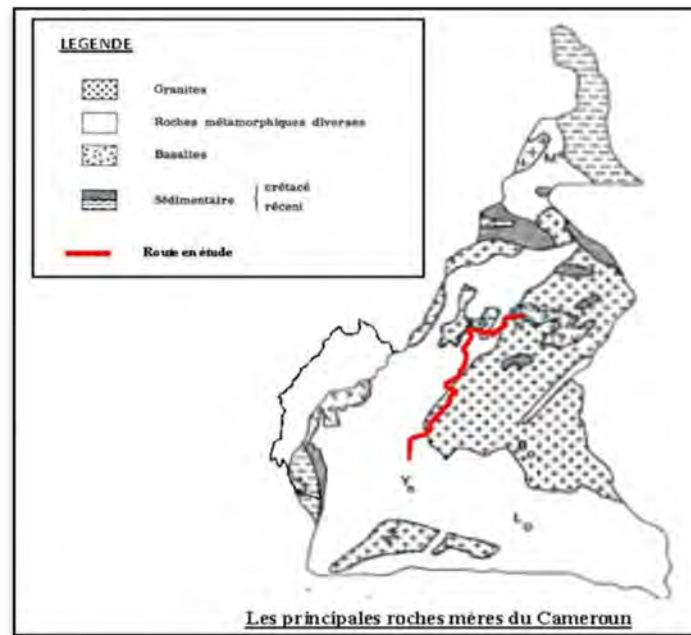 LEGENDE
Granites
Roches métamorphiques diverses
Basaltes
Sédimentaire { crétacé
récent
Route en étude
M
B
Y
L
Les principales roches mères du Cameroun